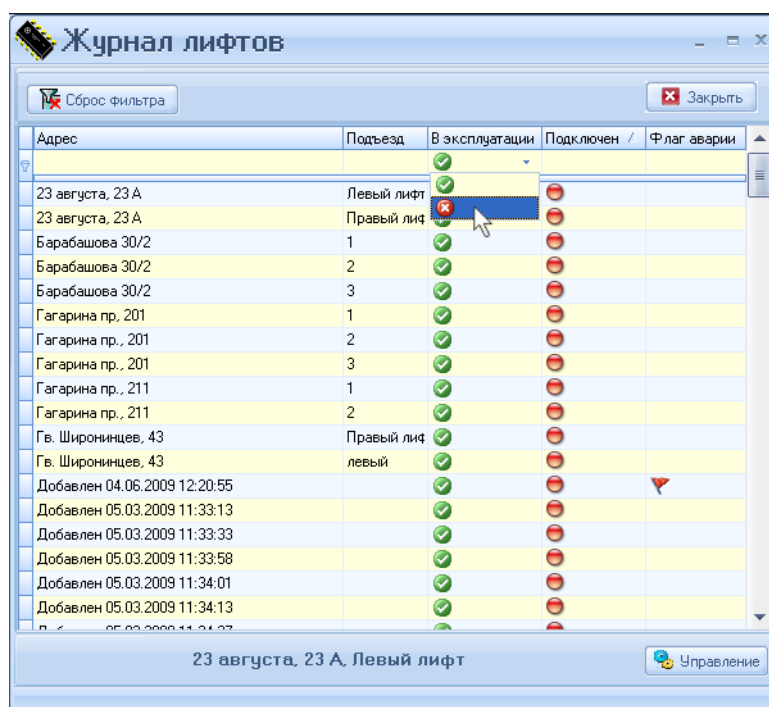 Журнал лифтов
Сброс фильтра
Закрыть
Адрес Подъезд В эксплуатации Подключен Флаг аварии
23 августа, 23 А Левый лифт
23 августа, 23 А Правый лиф
Барабашова 30/2 1
Барабашова 30/2 2
Барабашова 30/2 3
Гагарина пр, 201 1
Гагарина пр., 201 2
Гагарина пр., 201 3
Гагарина пр., 211 1
Гагарина пр., 211 2
Гв. Широнинцев, 43 Правый лиф
Гв. Широнинцев, 43 левый
Добавлен 04.06.2009 12:20:55
Добавлен 05.03.2009 11:33:13
Добавлен 05.03.2009 11:33:33
Добавлен 05.03.2009 11:33:58
Добавлен 05.03.2009 11:34:01
Добавлен 05.03.2009 11:34:13
23 августа, 23 А, Левый лифт
Управление